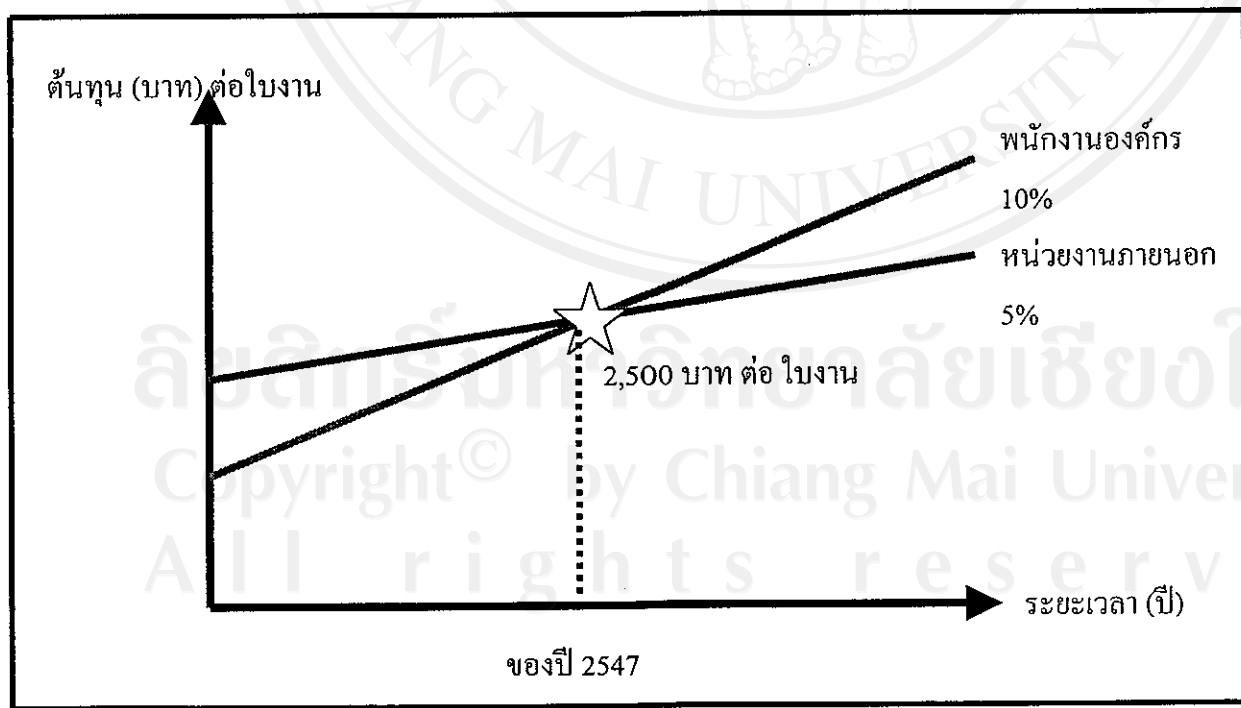 ANG MAI UNIVERSITY
ต้นทุน (บาท) ต่อใบงาน
พนักงานองค์กร
10%
หน่วยงานภายนอก
5%
2,500 บาท ต่อ ใบงาน
ลิขสิทธิ์มหาวิทยาลัยเชียงใ
Copyright© by Chiang Mai Univer
All rights reserv
ระยะเวลา (ปี)
ของปี 2547